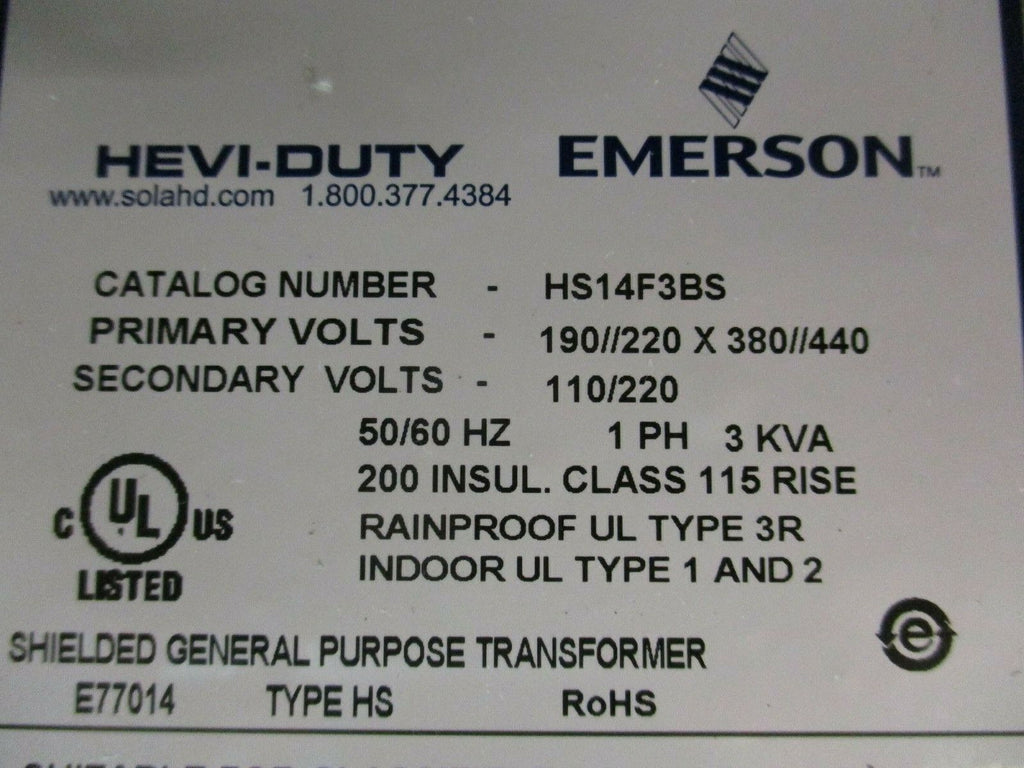 HEVI-DUTY
EMERSON™
www.solahd.com 1.800.377.4384
CATALOG NUMBER - HS14F3BS
PRIMARY VOLTS - 190//220 X 380//440
SECONDARY VOLTS - 110/220
50/60 HZ 1 PH 3 KVA
200 INSUL. CLASS 115 RISE
RAINPROOF UL TYPE 3R
INDOOR UL TYPE 1 AND 2
C UL US
LISTED
e
SHIELDED GENERAL PURPOSE TRANSFORMER
E77014 TYPE HS RoHS